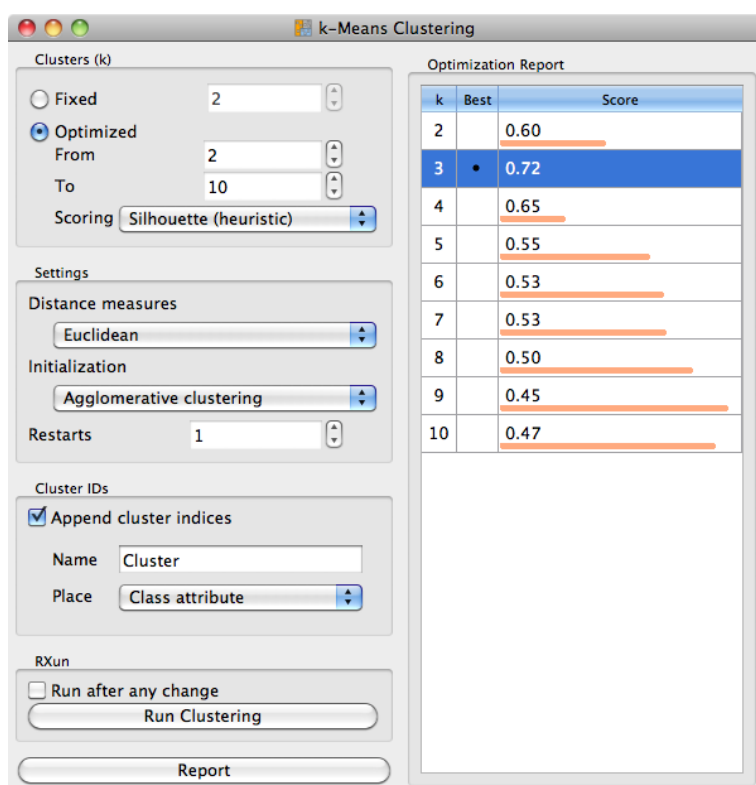 k-Means Clustering
Clusters (k)
Fixed 2
Optimized
From 2
To 10
Scoring Silhouette (heuristic)
Settings
Distance measures
Euclidean
Initialization
Agglomerative clustering
Restarts 1
Cluster IDs
Append cluster indices
Name Cluster
Place Class attribute
RXun
Run after any change
Run Clustering
Report
Optimization Report
k Best Score
2 0.60
3 • 0.72
4 0.65
5 0.55
6 0.53
7 0.53
8 0.50
9 0.45
10 0.47